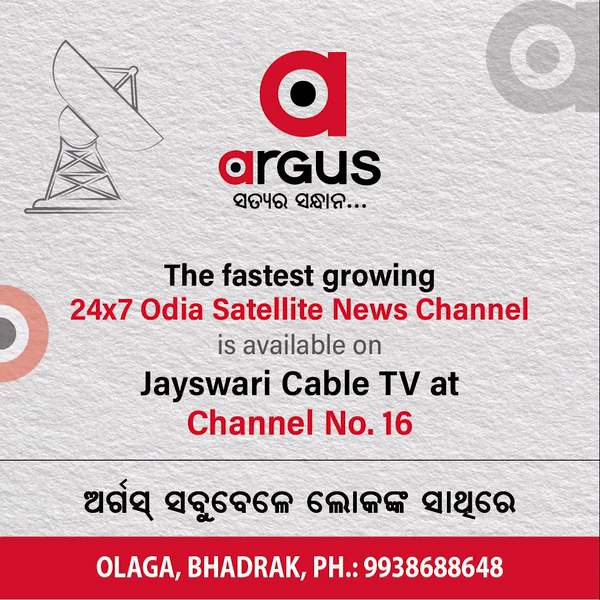 a
argus
ସତ୍ୟର ସନ୍ଧାନ...
The fastest growing
24x7 Odia Satellite News Channel
is available on
Jayswari Cable TV at
Channel No. 16
ଅର୍ଗସ୍ ସବୁବେଳେ ଲୋକଙ୍କ ସାଥିରେ
OLAGA, BHADRAK, PH.: 9938688648